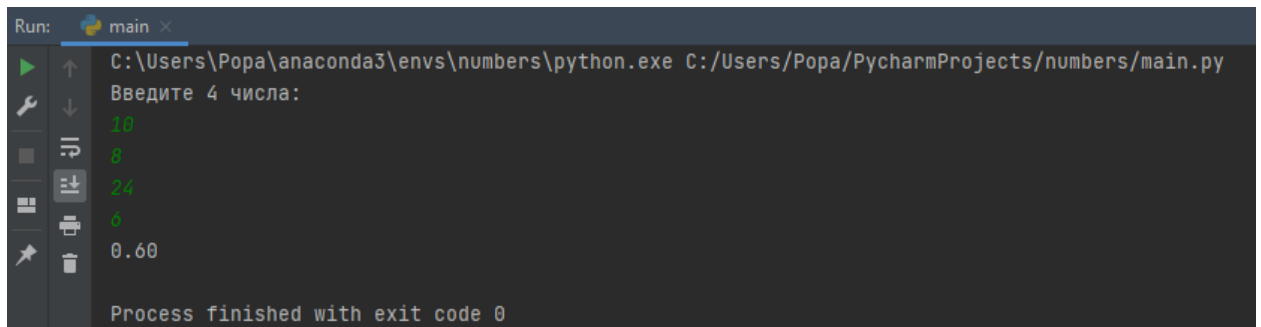 Run: main
C:\Users\Popa\anaconda3\envs\numbers\python.exe C:/Users/Popa/PycharmProjects/numbers/main.py
Введите 4 числа:
10
8
24
6
0.60
Process finished with exit code 0